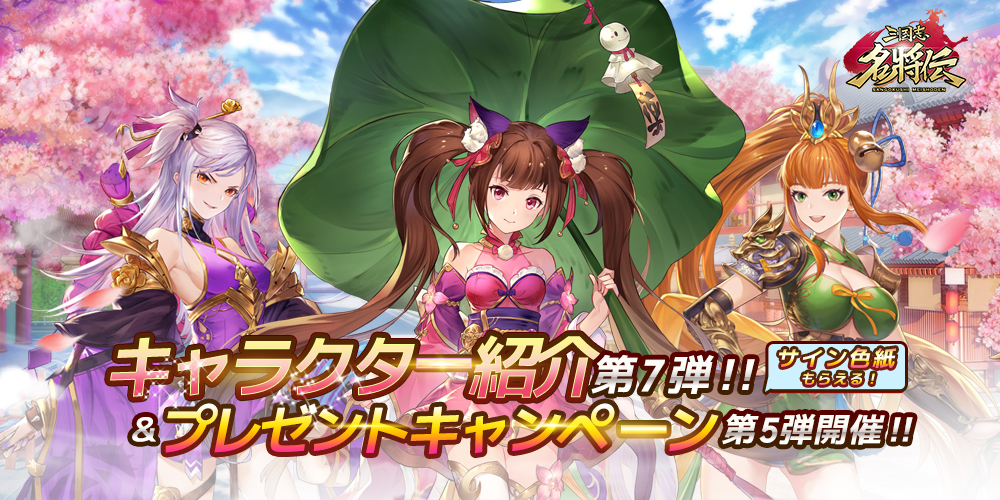 三国志
名將伝
SANGOKUSHI MEISHODEN
キャラクター紹介第7弾!!
サイン色紙
もらえる!
&プレゼントキャンペーン第5弾開催!!